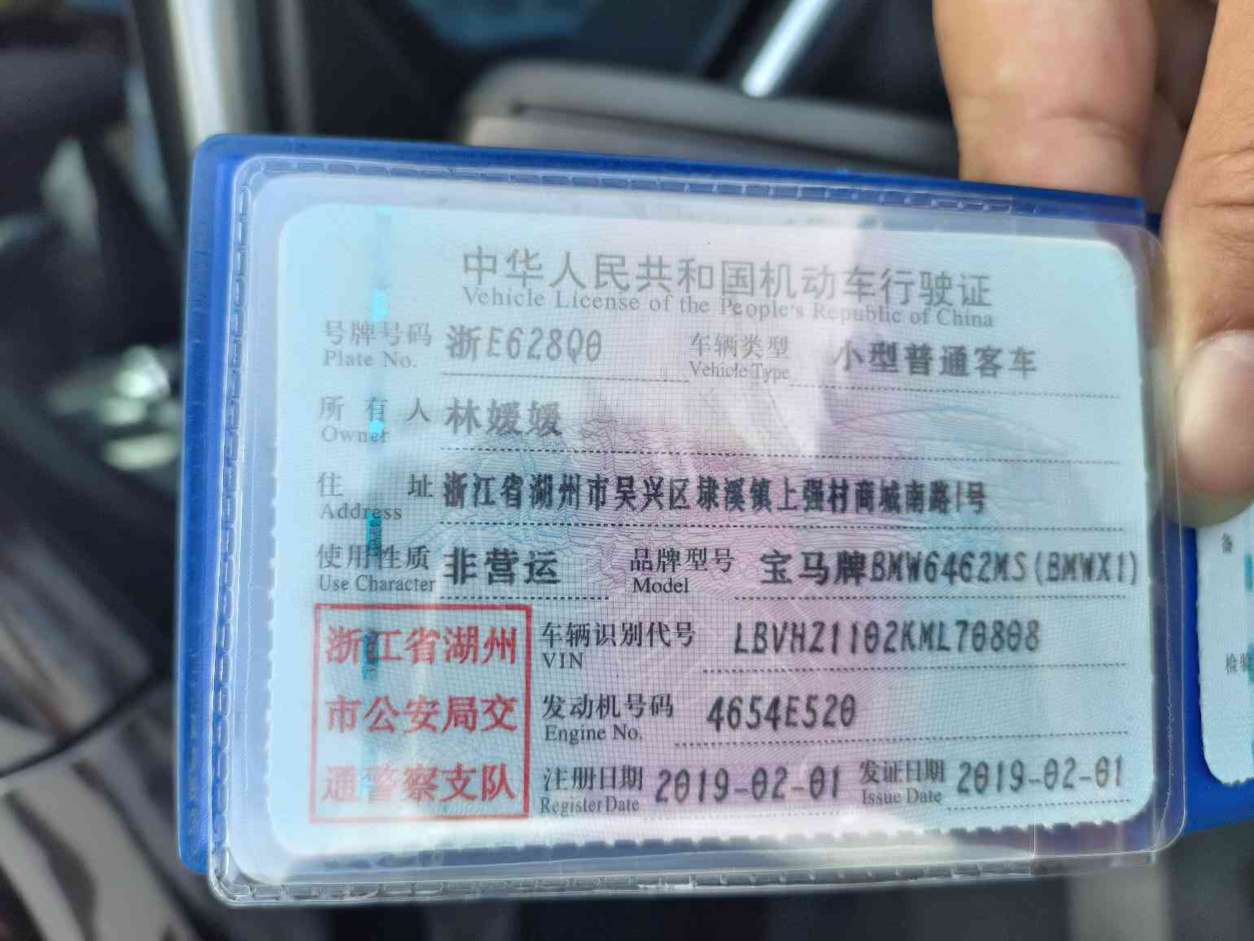 中华人民共和国机动车行驶证
Vehicle License of the People's Republic of China
号牌号码 浙E628Q0 车辆类型 小型普通客车
Plate No. Vehicle Type
所有人 林媛媛
Owner
住址 浙江省湖州市吴兴区埭溪镇上强村商城南路1号
Address
使用性质 非营运 品牌型号 宝马牌BMW6462MS(BMWX1)
Use Character Model
浙江省湖州 车辆识别代号 LBVHZ1102KML70808
VIN
市公安局交 发动机号码 4654E520
Engine No.
通警察支队 注册日期 2019-02-01 发证日期 2019-02-01
Register Date Issue Date
备
检验